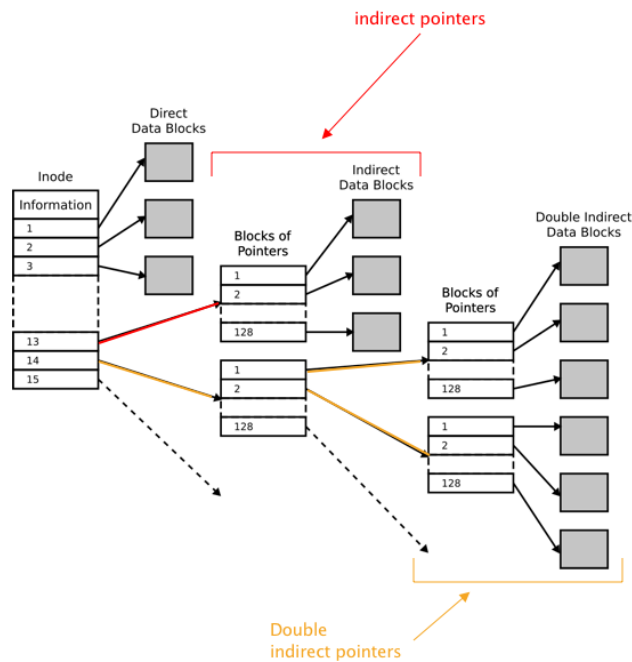 indirect pointers
Direct
Data Blocks
Inode
Information
1
2
3
13
14
15
Indirect
Data Blocks
Blocks of
Pointers
1
2
128
1
2
128
Double Indirect
Data Blocks
Blocks of
Pointers
1
2
128
1
2
128
Double
indirect pointers